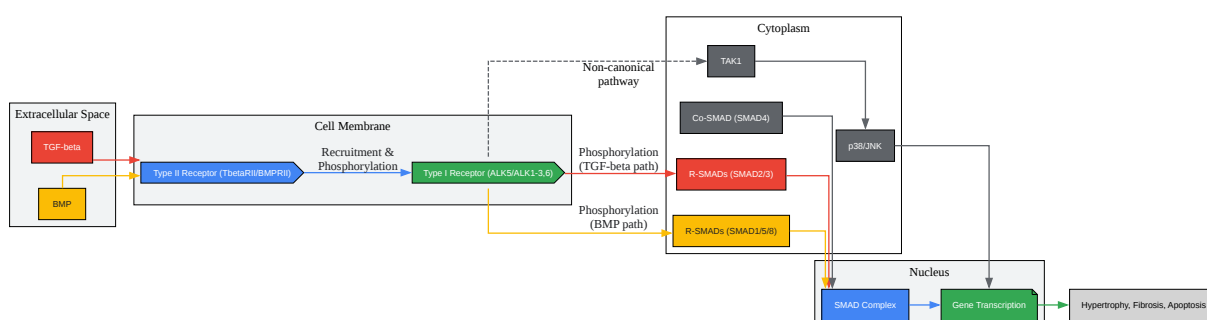 Cytoplasm
Non-canonical
pathway
TAK1
Extracellular Space
TGF-beta
BMP
Cell Membrane
Recruitment &
Phosphorylation
Type II Receptor (TbetaRII/BMPRII)
Type I Receptor (ALK5/ALK1-3,6)
Co-SMAD (SMAD4)
p38/JNK
Phosphorylation
(TGF-beta path)
R-SMADs (SMAD2/3)
Phosphorylation
(BMP path)
R-SMADs (SMAD1/5/8)
Nucleus
SMAD Complex
Gene Transcription
Hypertrophy, Fibrosis, Apoptosis